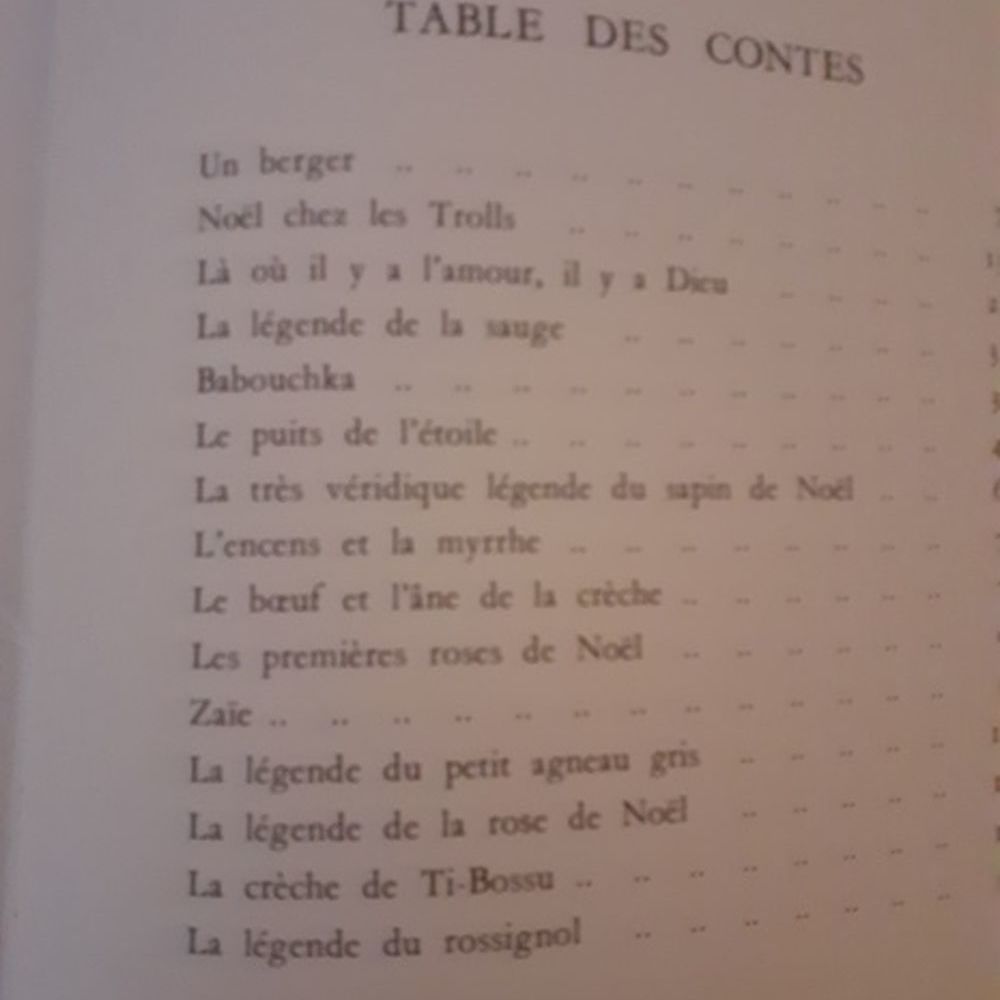 TABLE DES CONTES
Un berger .. .. .. .. .. .. .. .. .. ..
Noël chez les Trolls .. .. .. .. .. .. ..
Là où il y a l'amour, il y a Dieu .. .. .. ..
La légende de la sauge .. .. .. .. .. ..
Babouchka .. .. .. .. .. .. .. .. .. ..
Le puits de l'étoile .. .. .. .. .. .. .. ..
La très véridique légende du sapin de Noël .. ..
L'encens et la myrrhe .. .. .. .. .. .. ..
Le bœuf et l'âne de la crèche .. .. .. .. .. ..
Les premières roses de Noël .. .. .. .. ..
Zaïe .. .. .. .. .. .. .. .. .. .. .. .. ..
La légende du petit agneau gris .. .. .. .. ..
La légende de la rose de Noël .. .. .. .. ..
La crèche de Ti-Bossu .. .. .. .. .. .. .. ..
La légende du rossignol .. .. .. .. .. .. ..